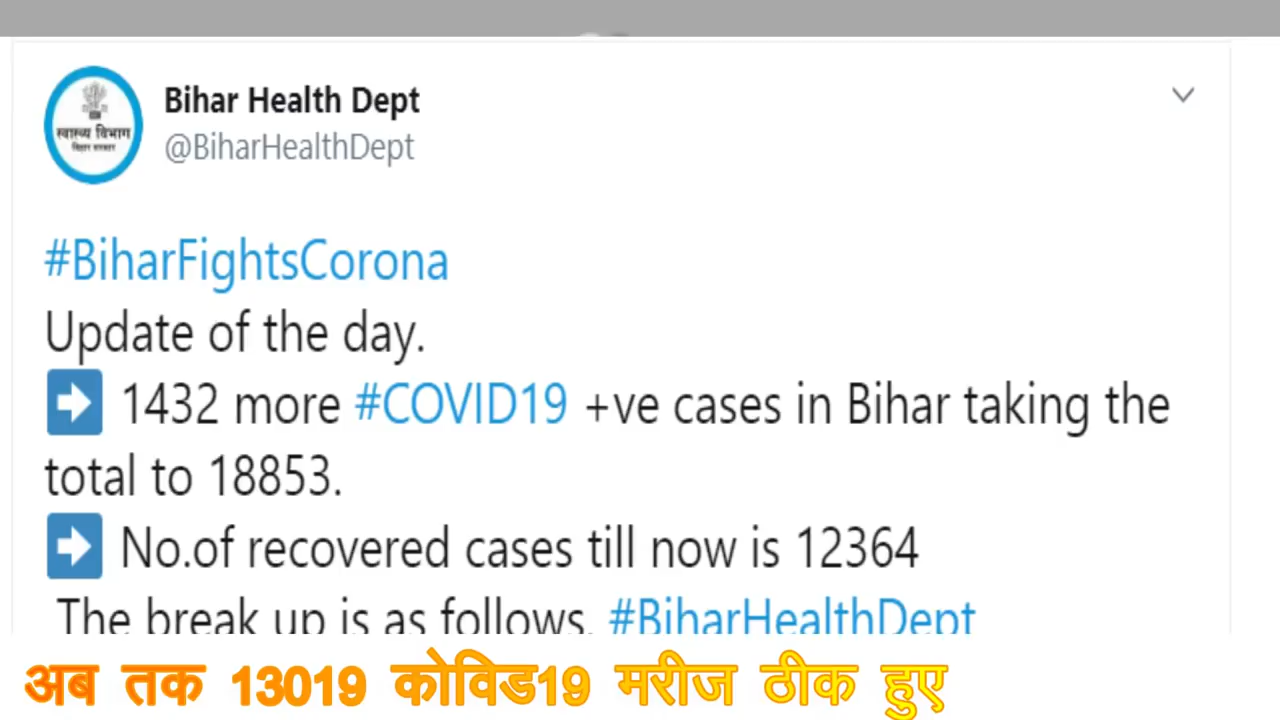 स्वास्थ्य विभाग
बिहार सरकार
Bihar Health Dept
@BiharHealthDept
#BiharFightsCorona
Update of the day.
➡ 1432 more #COVID19 +ve cases in Bihar taking the
total to 18853.
➡ No.of recovered cases till now is 12364
The break up is as follows. #BiharHealthDept
अब तक 13019 कोविड19 मरीज ठीक हुए